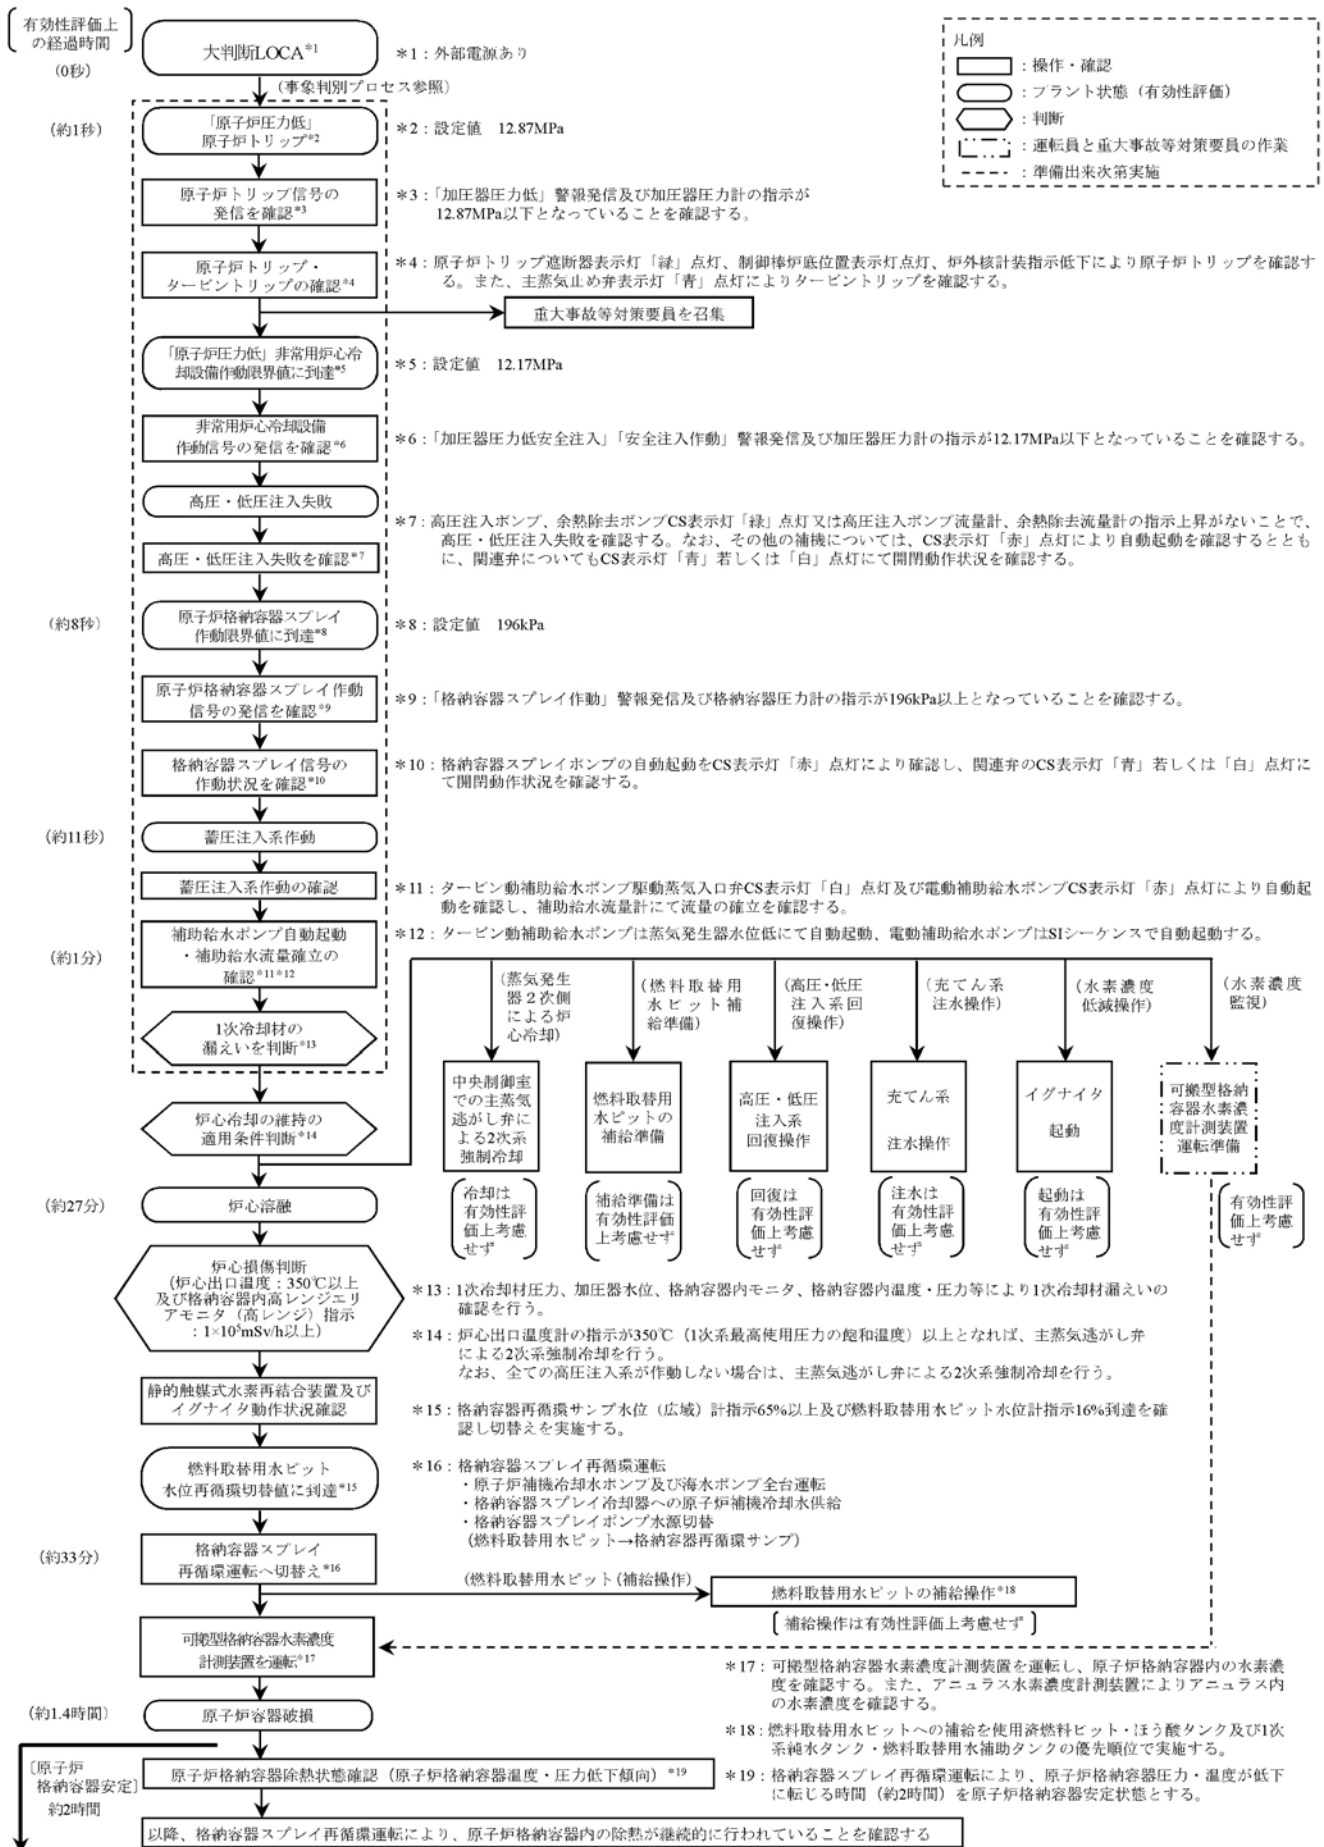 有効性評価上
の経過時間
(0秒)
大判断LOCA*1
*1：外部電源あり
(事象判別プロセス参照)
凡例
：操作・確認
：プラント状態（有効性評価）
：判断
：運転員と重大事故等対策要員の作業
：準備出来次第実施
(約1秒)
「原子炉圧力低」
原子炉トリップ*2
*2：設定値　12.87MPa
原子炉トリップ信号の
発信を確認*3
*3：「加圧器圧力低」警報発信及び加圧器圧力計の指示が
12.87MPa以下となっていることを確認する。
原子炉トリップ・
タービントリップの確認*4
*4：原子炉トリップ遮断器表示灯「緑」点灯、制御棒炉底位置表示灯点灯、炉外核計装指示低下により原子炉トリップを確認す
る。また、主蒸気止め弁表示灯「青」点灯によりタービントリップを確認する。
重大事故等対策要員を召集
「原子炉圧力低」非常用炉心冷
却設備作動限界値に到達*5
*5：設定値　12.17MPa
非常用炉心冷却設備
作動信号の発信を確認*6
*6：「加圧器圧力低安全注入」「安全注入作動」警報発信及び加圧器圧力計の指示が12.17MPa以下となっていることを確認する。
高圧・低圧注入失敗
高圧・低圧注入失敗を確認*7
*7：高圧注入ポンプ、余熱除去ポンプCS表示灯「緑」点灯又は高圧注入ポンプ流量計、余熱除去流量計の指示上昇がないことで、
高圧・低圧注入失敗を確認する。なお、その他の補機については、CS表示灯「赤」点灯により自動起動を確認するととも
に、関連弁についてもCS表示灯「青」若しくは「白」点灯にて開閉動作状況を確認する。
(約8秒)
原子炉格納容器スプレイ
作動限界値に到達*8
*8：設定値　196kPa
原子炉格納容器スプレイ作動
信号の発信を確認*9
*9：「格納容器スプレイ作動」警報発信及び格納容器圧力計の指示が196kPa以上となっていることを確認する。
格納容器スプレイ信号の
作動状況を確認*10
*10：格納容器スプレイポンプの自動起動をCS表示灯「赤」点灯により確認し、関連弁のCS表示灯「青」若しくは「白」点灯に
て開閉動作状況を確認する。
(約11秒)
蓄圧注入系作動
蓄圧注入系作動の確認
*11：タービン動補助給水ポンプ駆動蒸気入口弁CS表示灯「白」点灯及び電動補助給水ポンプCS表示灯「赤」点灯により自動起
動を確認し、補助給水流量計にて流量の確立を確認する。
(約1分)
補助給水ポンプ自動起動
・補助給水流量確立の
確認*11*12
*12：タービン動補助給水ポンプは蒸気発生器水位低にて自動起動、電動補助給水ポンプはSIシーケンスで自動起動する。
1次冷却材の
漏えいを判断*13
炉心冷却の維持の
適用条件判断*14
(蒸気発生
器2次側
による炉
心冷却)
中央制御室
での主蒸気
逃がし弁に
よる2次系
強制冷却
冷却は
有効性評
価上考慮
せず
(燃料取替用
水ピット補
給準備)
燃料取替用
水ピットの
補給準備
補給準備は
有効性評価
上考慮せず
(高圧・低圧
注入系回
復操作)
高圧・低圧
注入系
回復操作
回復は
有効性評
価上考慮
せず
(充てん系
注水操作)
充てん系
注水操作
注水は
有効性評
価上考慮
せず
(水素濃度
低減操作)
イグナイタ
起動
起動は
有効性評
価上考慮
せず
(水素濃度
監視)
可搬型格納
容器水素濃
度計測装置
運転準備
有効性評
価上考慮
せず
(約27分)
炉心溶融
炉心損傷判断
(炉心出口温度：350℃以上
及び格納容器内高レンジエリ
アモニタ（高レンジ）指示
：1×10⁵mSv/h以上)
*13：1次冷却材圧力、加圧器水位、格納容器内モニタ、格納容器内温度・圧力等により1次冷却材漏えいの
確認を行う。
*14：炉心出口温度計の指示が350℃（1次系最高使用圧力の飽和温度）以上となれば、主蒸気逃がし弁
による2次系強制冷却を行う。
なお、全ての高圧注入系が作動しない場合は、主蒸気逃がし弁による2次系強制冷却を行う。
静的触媒式水素再結合装置及び
イグナイタ動作状況確認
*15：格納容器再循環サンプ水位（広域）計指示65%以上及び燃料取替用水ピット水位計指示16%到達を確
認し切替えを実施する。
燃料取替用水ピット
水位再循環切替値に到達*15
*16：格納容器スプレイ再循環運転
・原子炉補機冷却水ポンプ及び海水ポンプ全台運転
・格納容器スプレイ冷却器への原子炉補機冷却水供給
・格納容器スプレイポンプ水源切替
(燃料取替用水ピット→格納容器再循環サンプ)
(約33分)
格納容器スプレイ
再循環運転へ切替え*16
(燃料取替用水ピット(補給操作)
燃料取替用水ピットの補給操作*18
補給操作は有効性評価上考慮せず
可搬型格納容器水素濃度
計測装置を運転*17
*17：可搬型格納容器水素濃度計測装置を運転し、原子炉格納容器内の水素濃
度を確認する。また、アニュラス水素濃度計測装置によりアニュラス内
の水素濃度を確認する。
(約1.4時間)
原子炉容器破損
*18：燃料取替用水ピットへの補給を使用済燃料ピット・ほう酸タンク及び1次
系純水タンク・燃料取替用水補助タンクの優先順位で実施する。
〔原子炉
格納容器安定〕
約2時間
原子炉格納容器除熱状態確認（原子炉格納容器温度・圧力低下傾向）*19
*19：格納容器スプレイ再循環運転により、原子炉格納容器圧力・温度が低下
に転じる時間（約2時間）を原子炉格納容器安定状態とする。
以降、格納容器スプレイ再循環運転により、原子炉格納容器内の除熱が継続的に行われていることを確認する